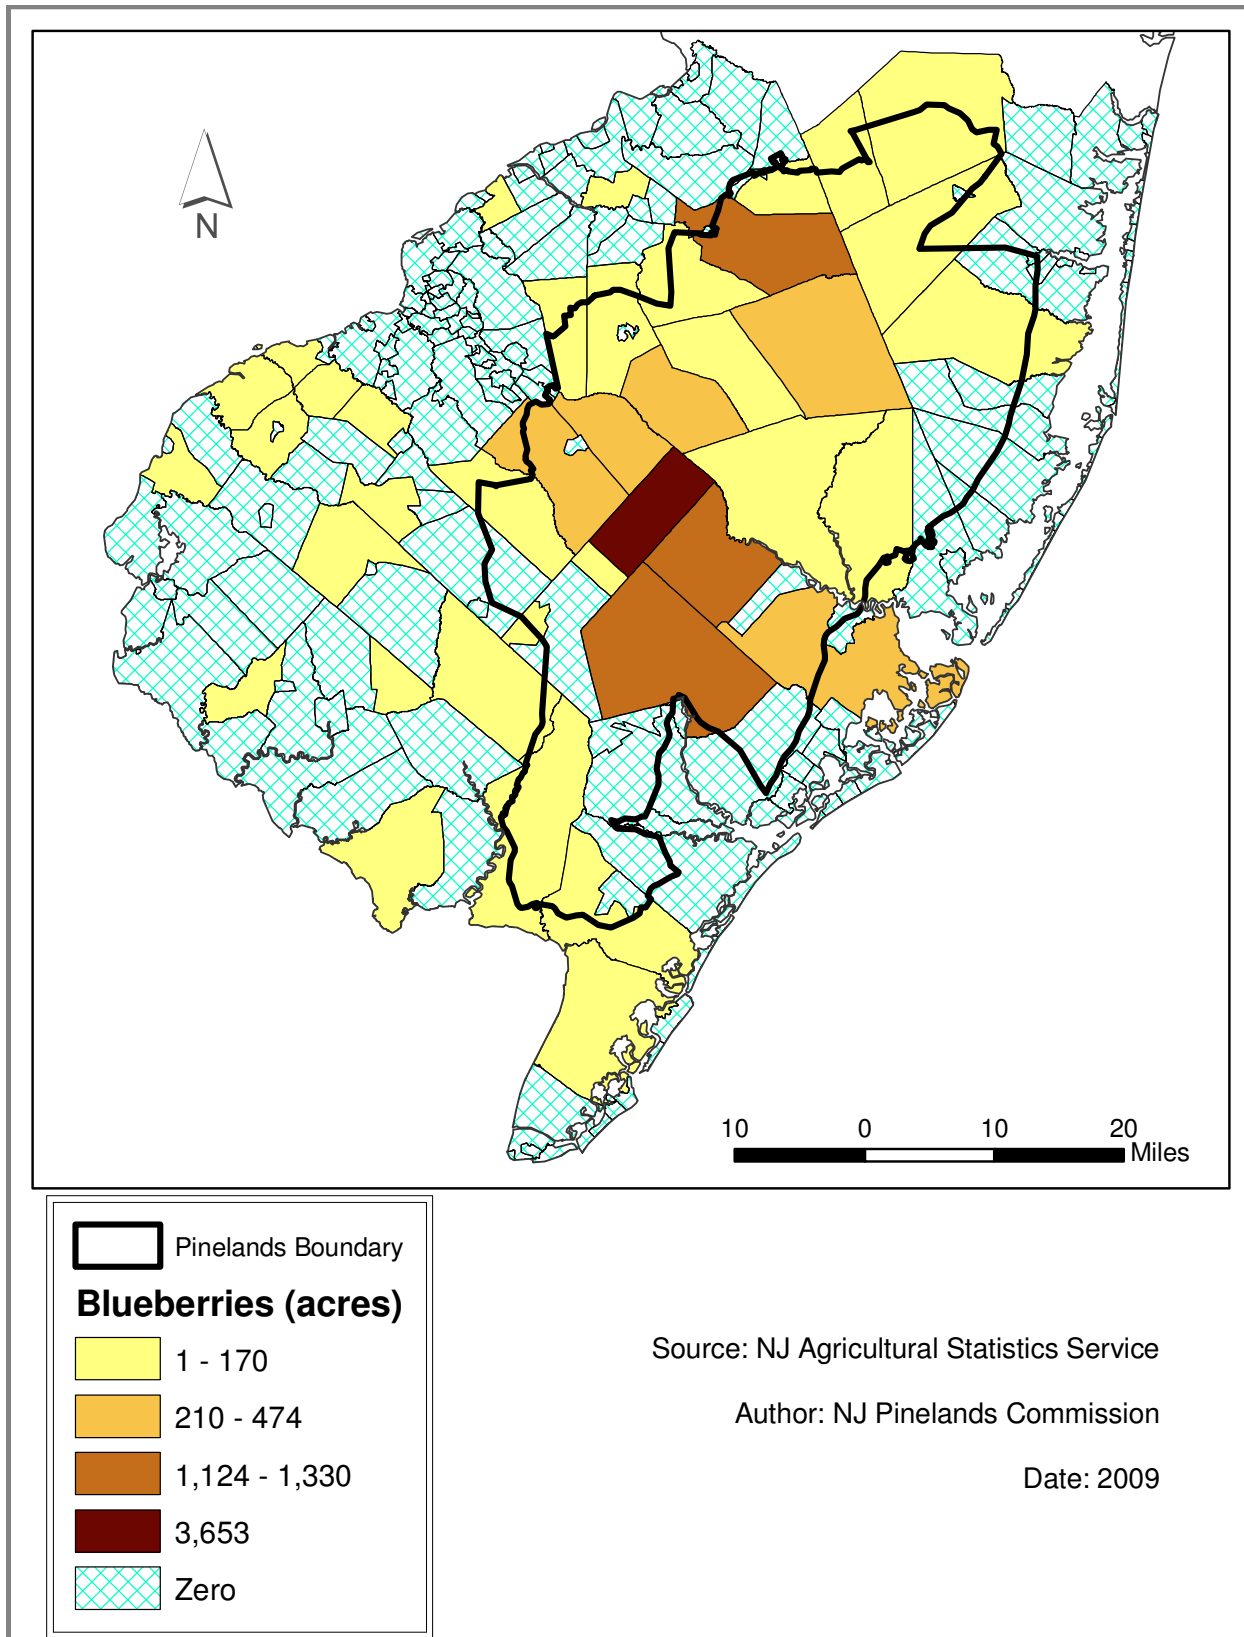 N
10 0 10 20
Miles
Pinelands Boundary
Blueberries (acres)
1 - 170
210 - 474
1,124 - 1,330
3,653
Zero
Source: NJ Agricultural Statistics Service
Author: NJ Pinelands Commission
Date: 2009